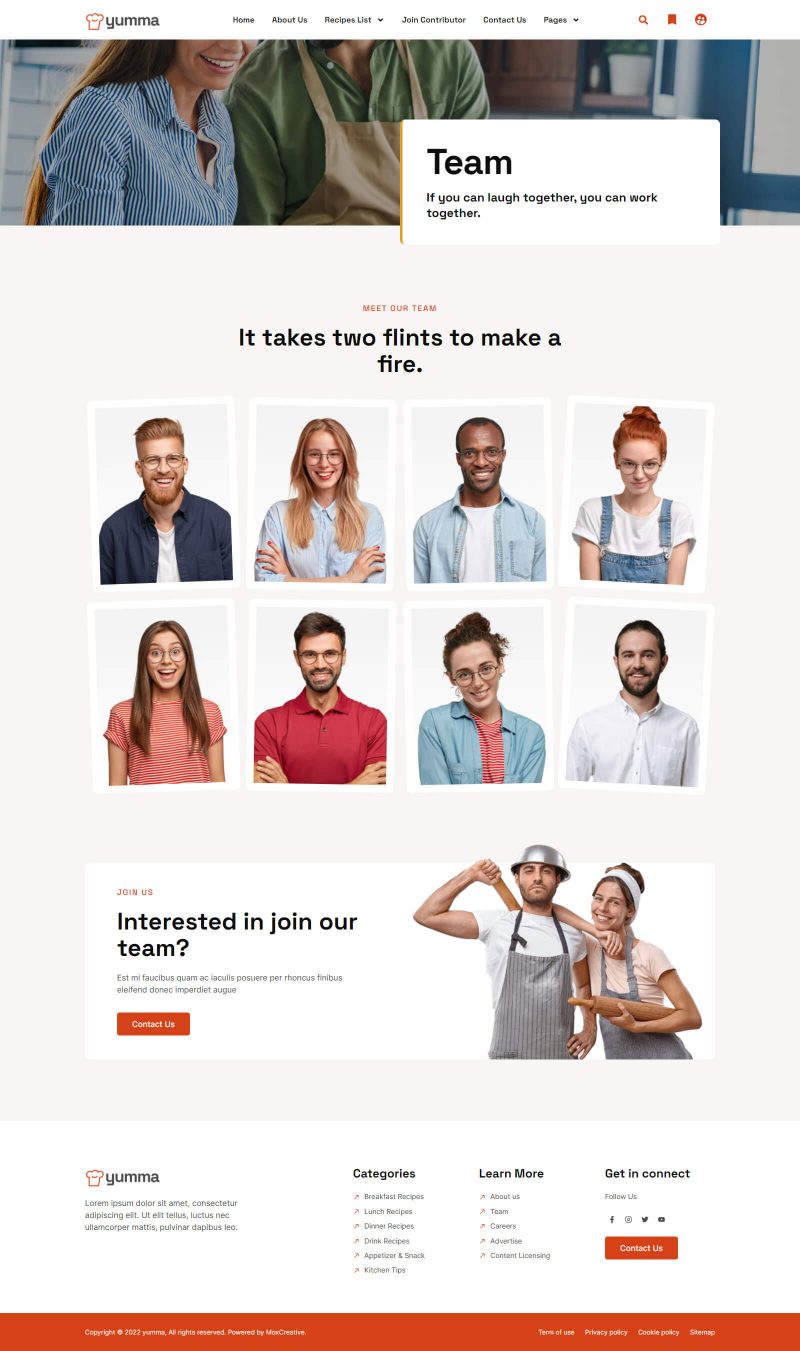 yumma
Home About Us Recipes List Join Contributor Contact Us Pages
Team
If you can laugh together, you can work
together.
MEET OUR TEAM
It takes two flints to make a
fire.
JOIN US
Interested in join our
team?
Est mi faucibus quam ac iaculis posuere per rhoncus finibus
eleifend donec imperdiet augue
Contact Us
yumma
Lorem ipsum dolor sit amet, consectetur
adipiscing elit. Ut elit tellus, luctus nec
ullamcorper mattis, pulvinar dapibus leo.
Categories
Breakfast Recipes
Lunch Recipes
Dinner Recipes
Drink Recipes
Appetizer & Snack
Kitchen Tips
Learn More
About us
Team
Careers
Advertise
Content Licensing
Get in connect
Follow Us
Contact Us
Copyright © 2022 yumma, All rights reserved. Powered by MoxCreative.
Term of use Privacy policy Cookie policy Sitemap